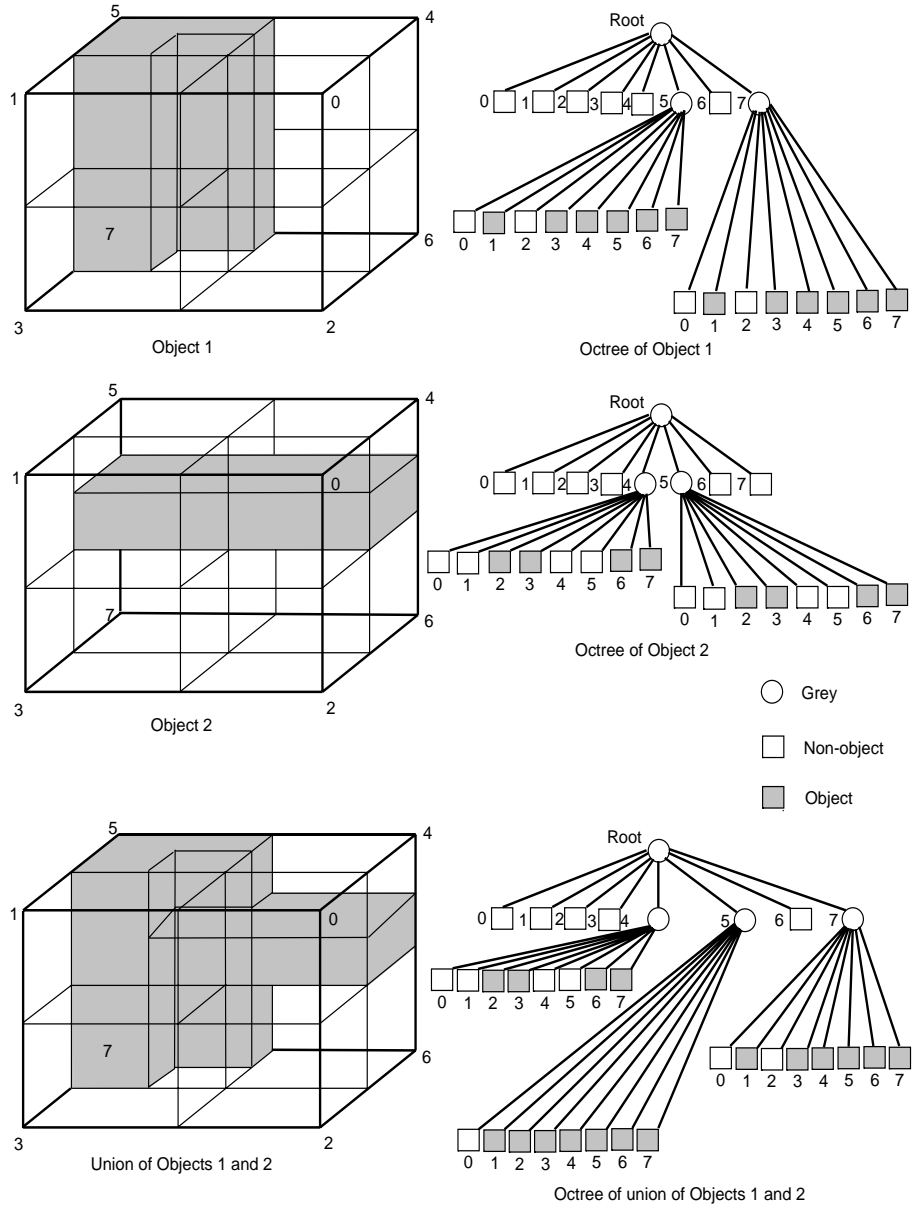 5
4
1
0
7
6
3
2
Object 1
Root
0 1 2 3 4 5 6 7
0 1 2 3 4 5 6 7
0 1 2 3 4 5 6 7
Octree of Object 1
5
4
1
0
7
6
3
2
Object 2
Root
0 1 2 3 4 5 6 7
0 1 2 3 4 5 6 7
0 1 2 3 4 5 6 7
Octree of Object 2
Grey
Non-object
Object
5
4
1
0
7
6
3
2
Union of Objects 1 and 2
Root
0 1 2 3 4 5 6 7
0 1 2 3 4 5 6 7
0 1 2 3 4 5 6 7
0 1 2 3 4 5 6 7
Octree of union of Objects 1 and 2